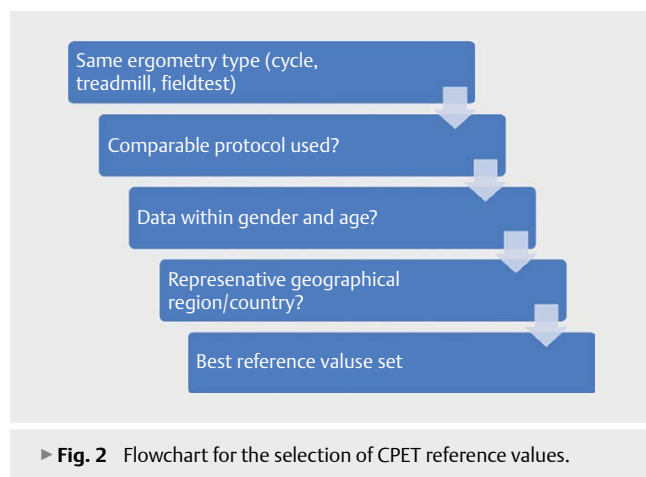 Same ergometry type (cycle,
treadmill, fieldtest)
Comparable protocol used?
Data within gender and age?
Represenative geographical
region/country?
Best reference valuse set
▶ Fig. 2 Flowchart for the selection of CPET reference values.